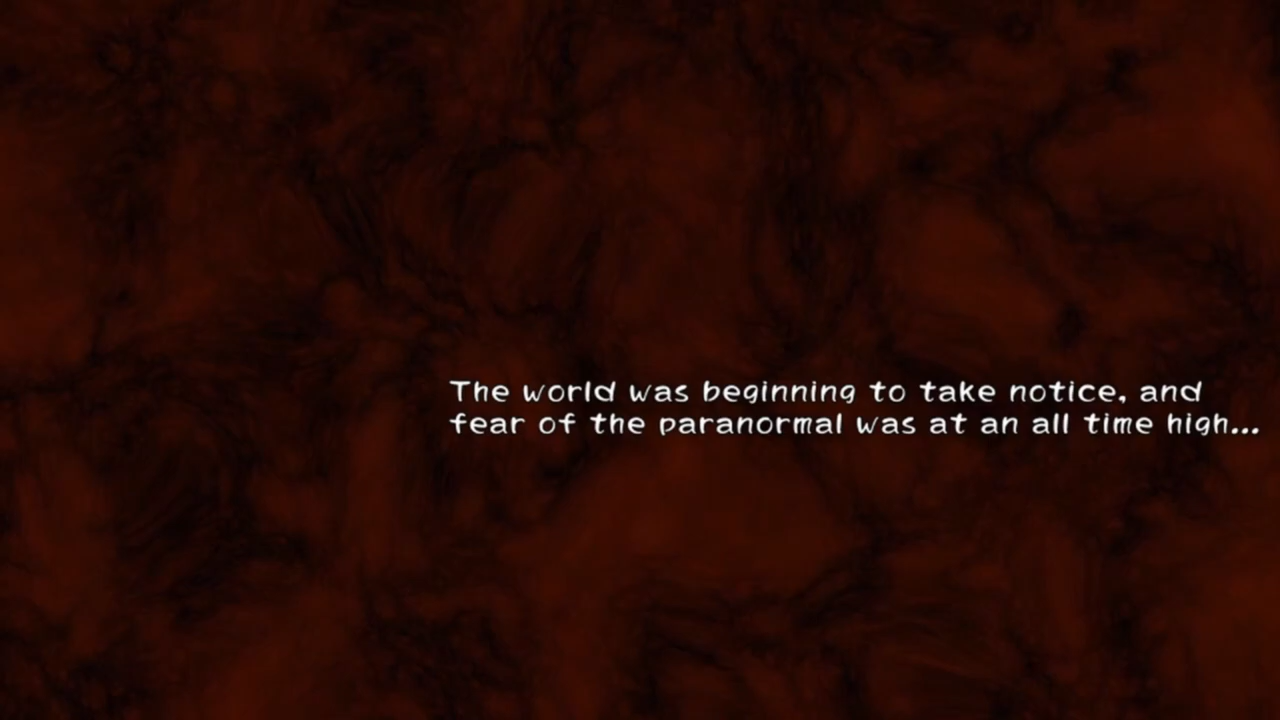 The world was beginning to take notice, and
fear of the paranormal was at an all time high...